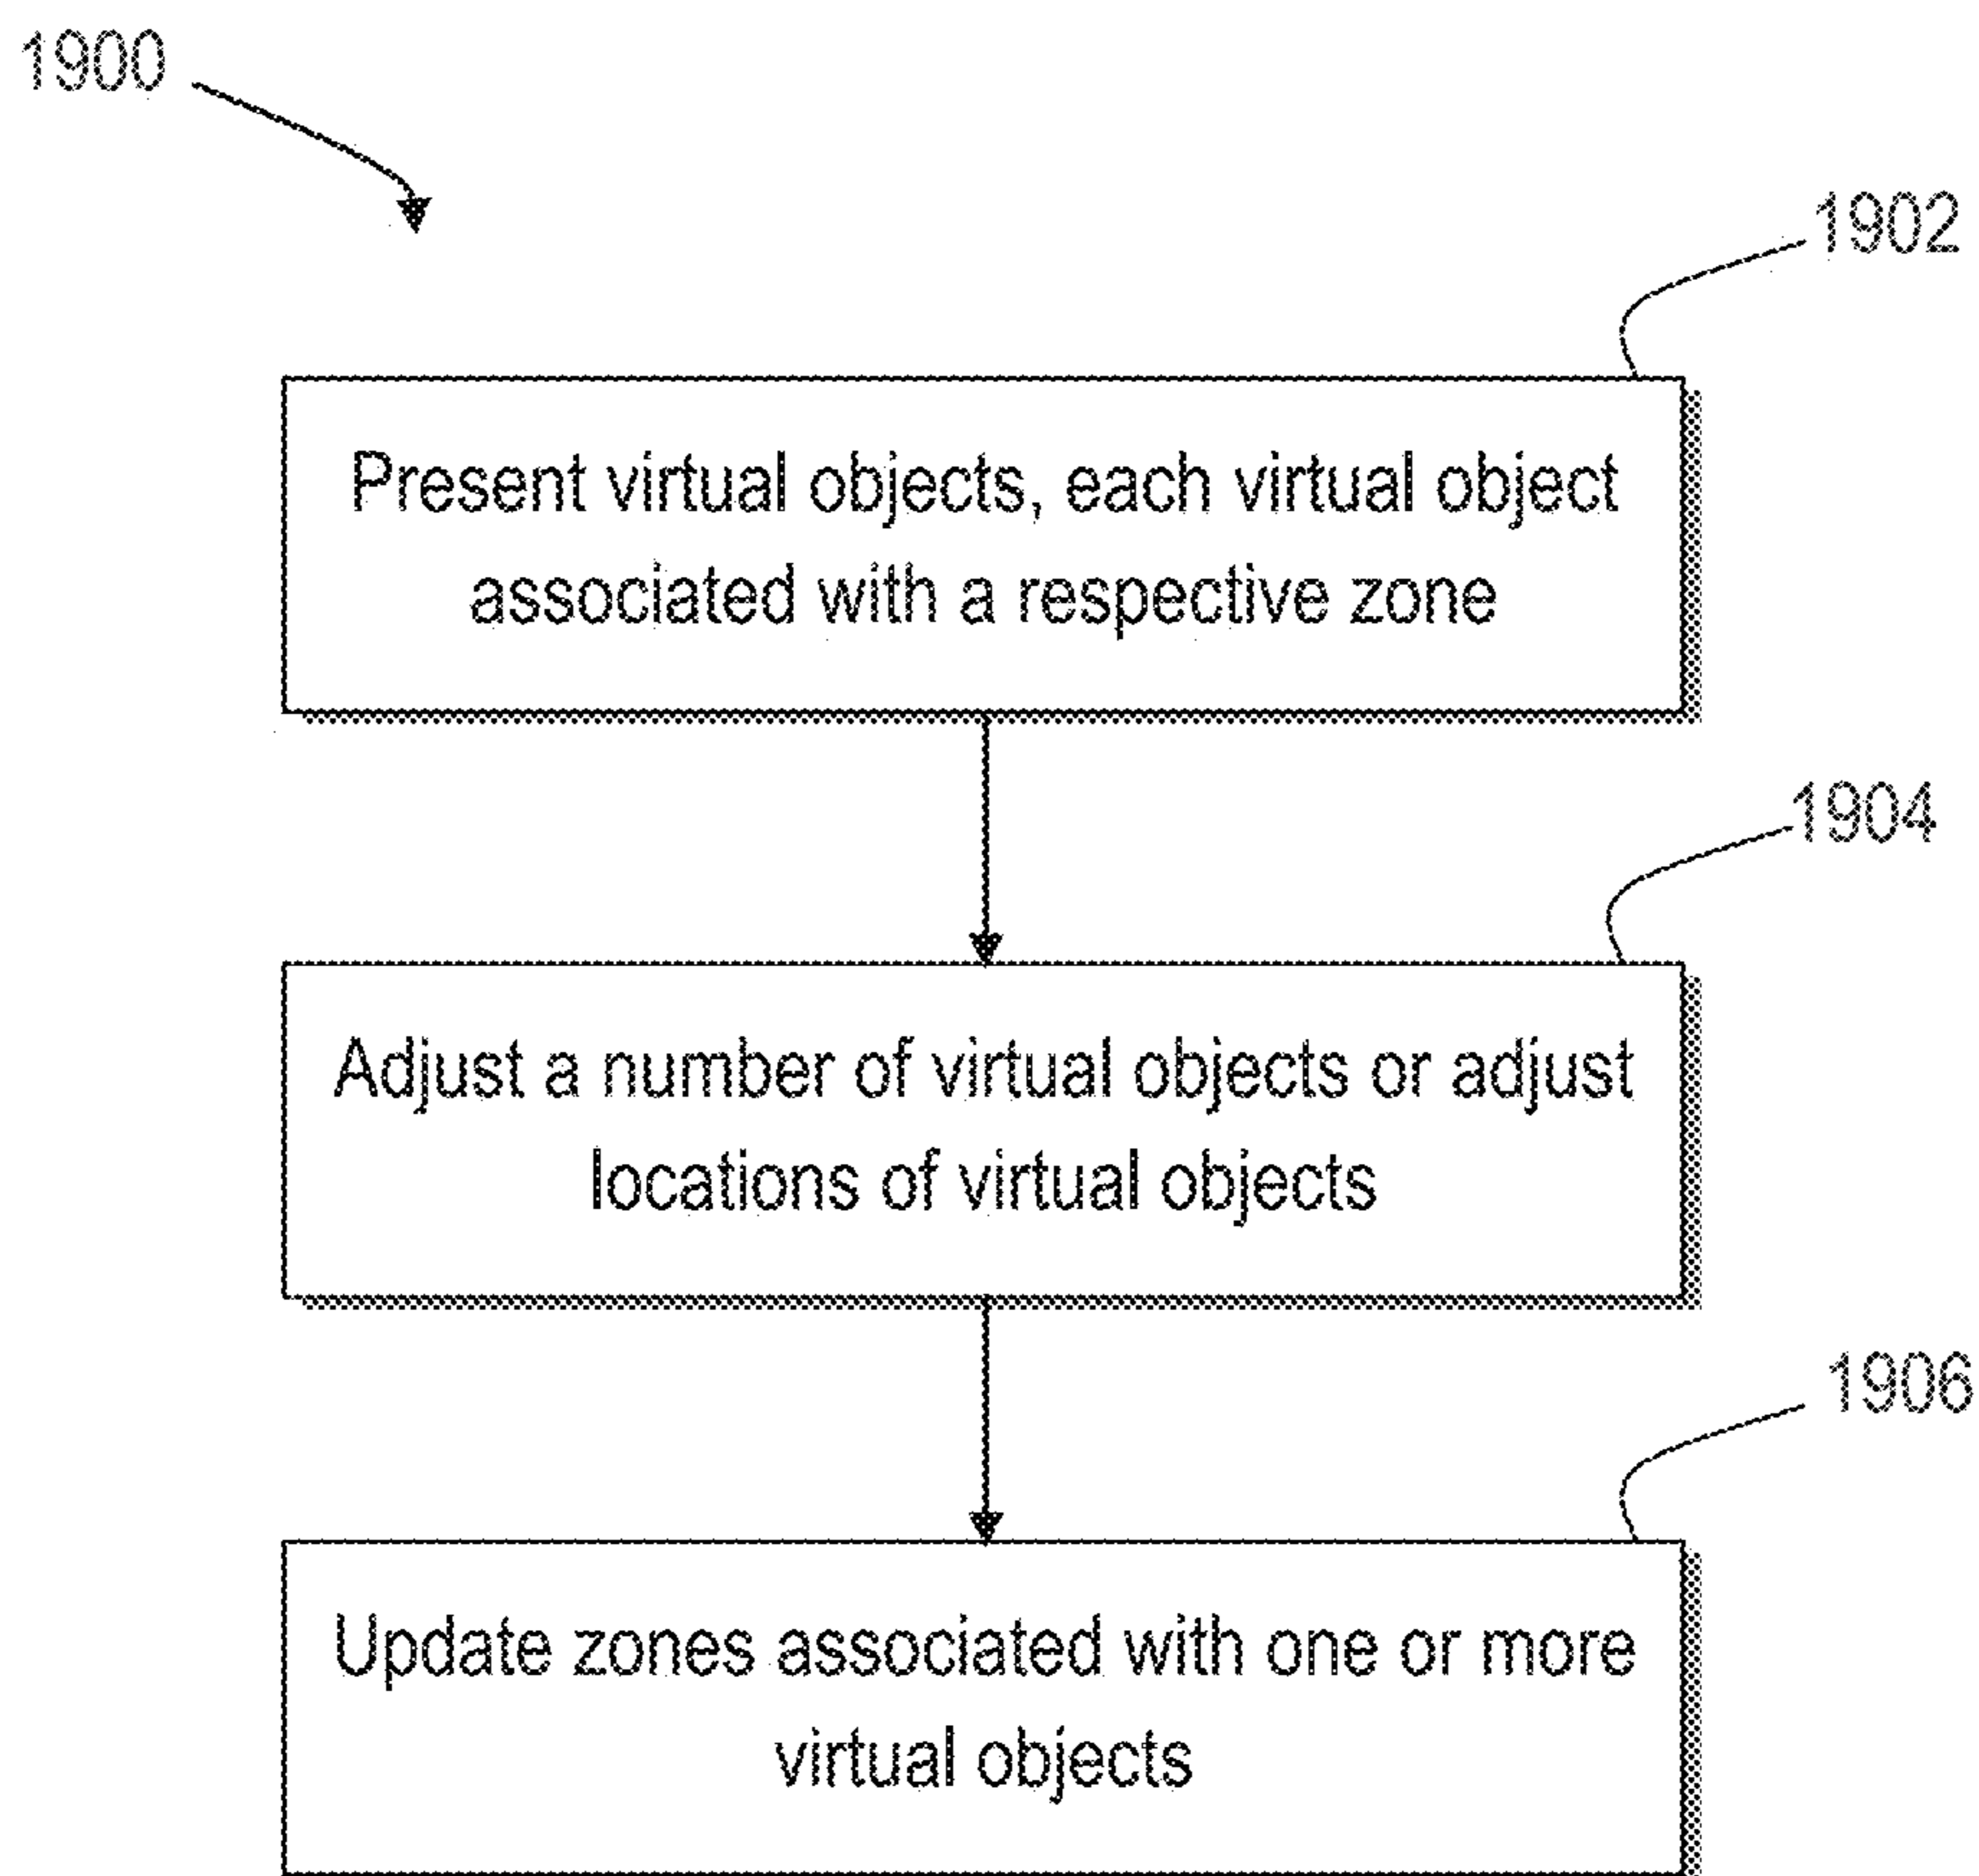 1900
1902
Present virtual objects, each virtual object
associated with a respective zone
1904
Adjust a number of virtual objects or adjust
locations of virtual objects
1906
Update zones associated with one or more
virtual objects